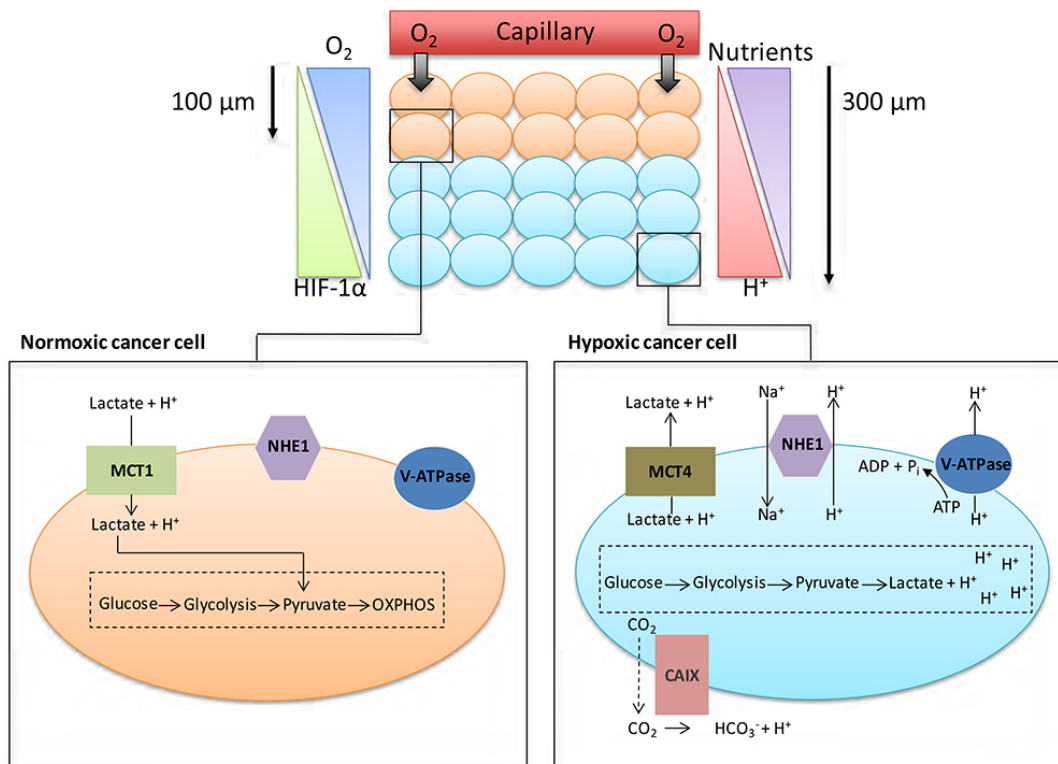 O₂ Capillary O₂
O₂
Nutrients
100 µm
300 µm
HIF-1α
H⁺
Normoxic cancer cell
Lactate + H⁺
MCT1
NHE1
V-ATPase
Lactate + H⁺
Glucose → Glycolysis → Pyruvate → OXPHOS
Hypoxic cancer cell
Lactate + H⁺
Na⁺
H⁺
H⁺
MCT4
NHE1
V-ATPase
ADP + Pᵢ
ATP
Lactate + H⁺
Na⁺
H⁺
H⁺
Glucose → Glycolysis → Pyruvate → Lactate + H⁺
H⁺
H⁺
H⁺
H⁺
CO₂
CAIX
CO₂ → HCO₃⁻ + H⁺